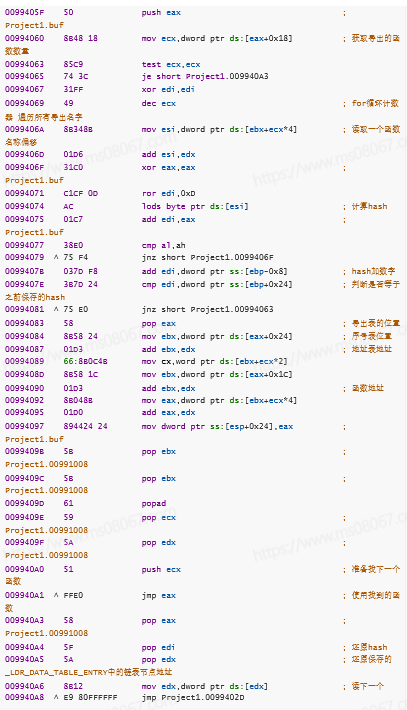 0099405F    50              push eax                                ;
Project1.buf
00994060    8B48 18         mov ecx,dword ptr ds:[eax+0x18]         ; 获取导出的函
数数量
00994063    85C9            test ecx,ecx
00994065    74 3C           je short Project1.009940A3
00994067    31FF            xor edi,edi
00994069    49              dec ecx                                 ; for循环计数
器 遍历所有导出名字
0099406A    8B348B          mov esi,dword ptr ds:[ebx+ecx*4]        ; 读取一个函数
名称偏移
0099406D    01D6            add esi,edx
0099406F    31C0            xor eax,eax                             ;
Project1.buf
00994071    C1CF 0D         ror edi,0xD
00994074    AC              lods byte ptr ds:[esi]                  ; 计算hash
00994075    01C7            add edi,eax                             ;
Project1.buf
00994077    38E0            cmp al,ah
00994079  ^ 75 F4           jnz short Project1.0099406F
0099407B    037D F8         add edi,dword ptr ss:[ebp-0x8]          ; hash加数字
0099407E    3B7D 24         cmp edi,dword ptr ss:[ebp+0x24]         ; 判断是否等于
之前保存的hash
00994081  ^ 75 E0           jnz short Project1.00994063
00994083    58              pop eax                                 ; 导出表的位置
00994084    8B58 24         mov ebx,dword ptr ds:[eax+0x24]         ; 序号表位置
00994087    01D3            add ebx,edx                             ; 地址表地址
00994089    66:8B0C4B       mov cx,word ptr ds:[ebx+ecx*2]
0099408D    8B58 1C         mov ebx,dword ptr ds:[eax+0x1C]
00994090    01D3            add ebx,edx                             ; 函数地址
00994092    8B048B          mov eax,dword ptr ds:[ebx+ecx*4]
00994095    01D0            add eax,edx
00994097    894424 24       mov dword ptr ss:[esp+0x24],eax         ;
Project1.buf
0099409B    5B              pop ebx                                 ;
Project1.00991008
0099409C    5B              pop ebx                                 ;
Project1.00991008
0099409D    61              popad
0099409E    59              pop ecx                                 ;
Project1.00991008
0099409F    5A              pop edx                                 ;
Project1.00991008
009940A0    51              push ecx                                ; 准备找下一个
函数
009940A1  ^ FFE0            jmp eax                                 ; 使用找到的函
数
009940A3    58              pop eax                                 ;
Project1.00991008
009940A4    5F              pop edi                                 ; 还原hash
009940A5    5A              pop edx                                 ; 还原保存的
_LDR_DATA_TABLE_ENTRY中的链表节点地址
009940A6    8B12            mov edx,dword ptr ds:[edx]              ; 读下一个
009940A8  ^ E9 80FFFFFF     jmp Project1.0099402D